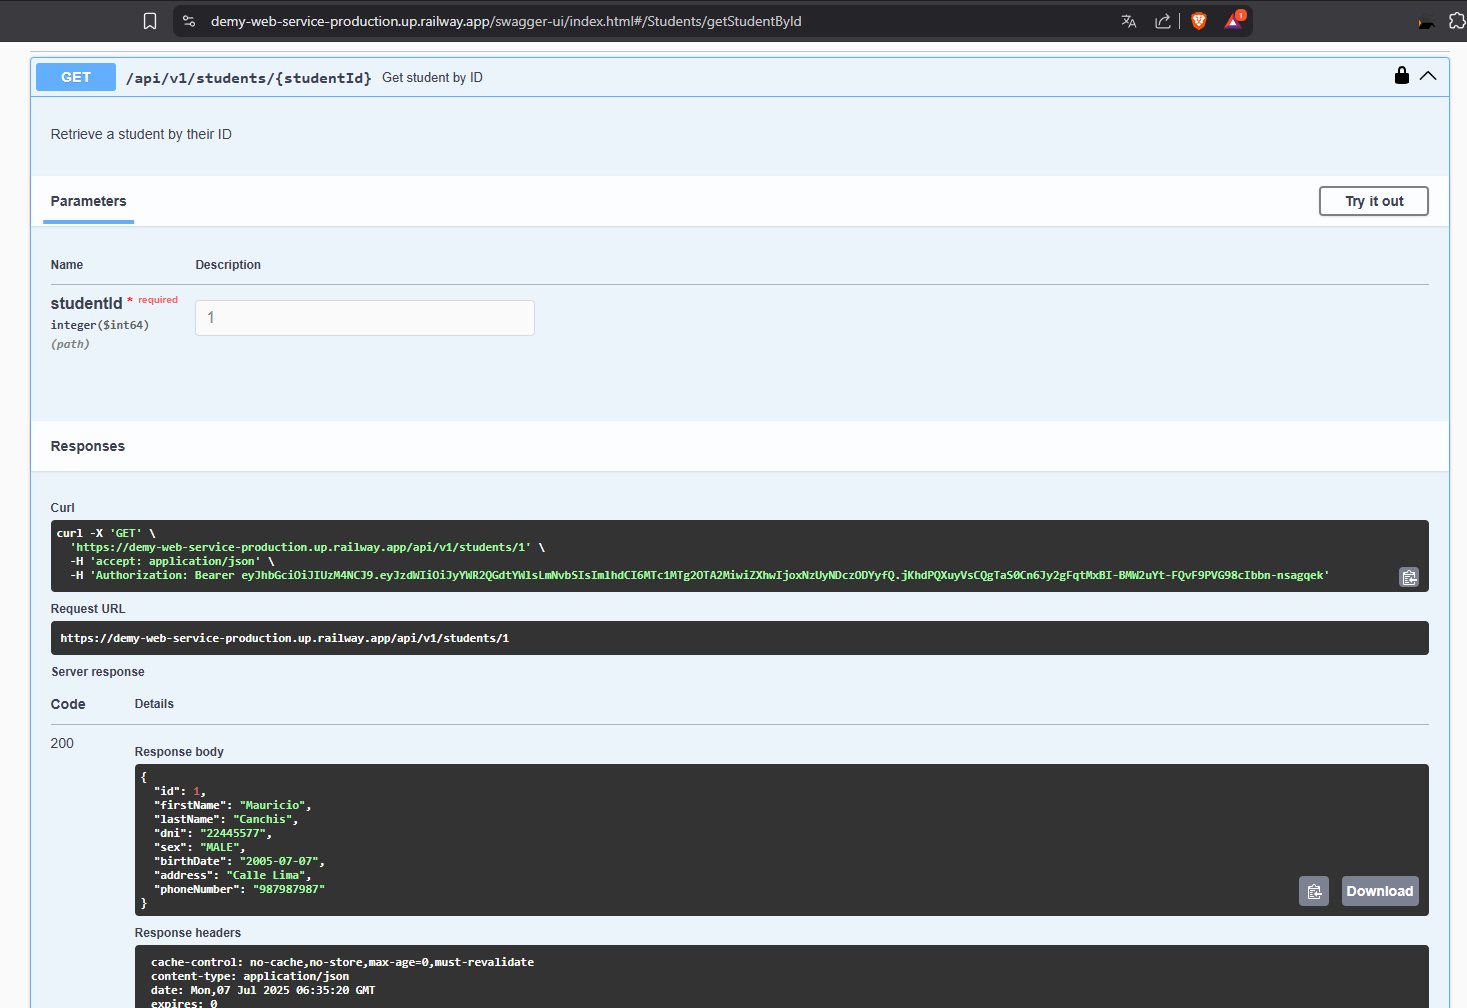 demy-web-service-production.up.railway.app/swagger-ui/index.html#/Students/getStudentById
1
GET /api/v1/students/{studentId} Get student by ID
Retrieve a student by their ID
Parameters
Try it out
Name Description
studentId * required
integer($int64)
(path)
1
Responses
Curl
curl -X 'GET' \
'https://demy-web-service-production.up.railway.app/api/v1/students/1' \
-H 'accept: application/json' \
-H 'Authorization: Bearer eyJhbGciOiJIUzM4NCJ9.eyJzdWIiOiJyYWR2QGdtYWlsLmNvbSIsImlhdCI6MTc1MTg2OTA2MiwiZXhwIjoxNzUyNDczODYyfQ.jKhdPQXuyVsCQgTaS0Cn6Jy2gFqtMxBI-BMW2uYt-FQvF9PVG98cIbbn-nsagqek'
Request URL
https://demy-web-service-production.up.railway.app/api/v1/students/1
Server response
Code Details
200
Response body
{
"id": 1,
"firstName": "Mauricio",
"lastName": "Canchis",
"dni": "22445577",
"sex": "MALE",
"birthDate": "2005-07-07",
"address": "Calle Lima",
"phoneNumber": "987987987"
}
Download
Response headers
cache-control: no-cache,no-store,max-age=0,must-revalidate
content-type: application/json
date: Mon,07 Jul 2025 06:35:20 GMT
expires: 0